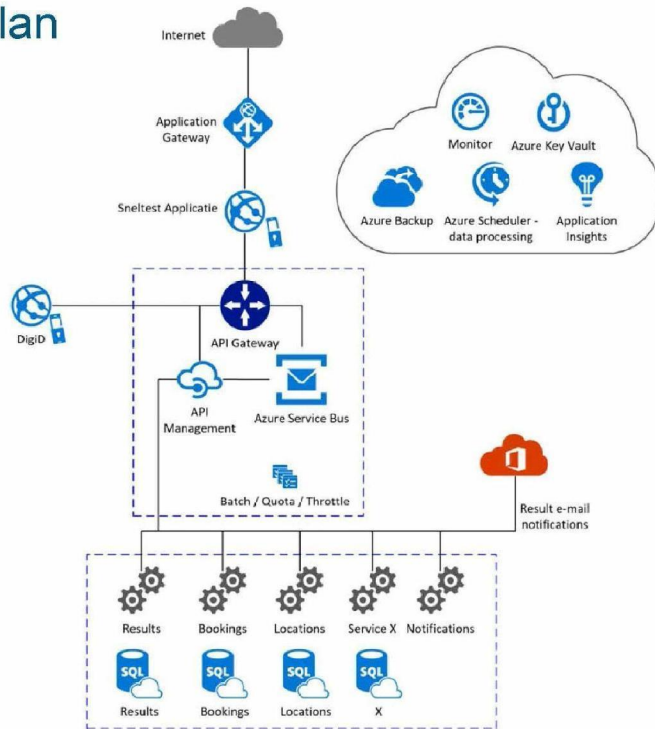 lan
Internet
Application
Gateway
Monitor
Azure Key Vault
Sneltest Applicatie
Azure Backup
Azure Scheduler -
data processing
Application
Insights
DigiD
API Gateway
API
Management
Azure Service Bus
Batch / Quota / Throttle
Result e-mail
notifications
Results
Bookings
Locations
Service X
Notifications
SQL
SQL
SQL
SQL
Results
Bookings
Locations
X